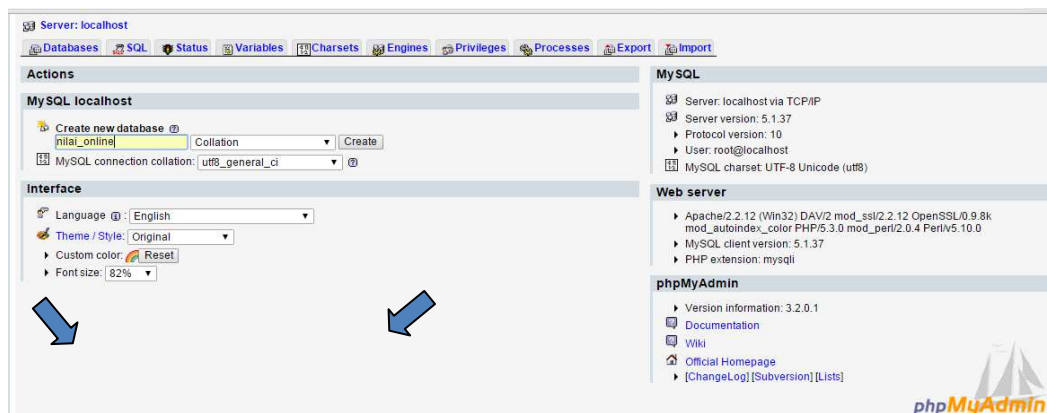 Server: localhost
Databases SQL Status Variables Charsets Engines Privileges Processes Export Import
Actions
MySQL localhost
Create new database
nilai_online Collation Create
MySQL connection collation: utf8_general_ci
Interface
Language : English
Theme / Style: Original
Custom color: Reset
Font size: 82%
MySQL
Server: localhost via TCP/IP
Server version: 5.1.37
Protocol version: 10
User: root@localhost
MySQL charset: UTF-8 Unicode (utf8)
Web server
Apache/2.2.12 (Win32) DAV/2 mod_ssl/2.2.12 OpenSSL/0.9.8k
mod_autoindex_color PHP/5.3.0 mod_perl/2.0.4 Perl/v5.10.0
MySQL client version: 5.1.37
PHP extension: mysqli
phpMyAdmin
Version information: 3.2.0.1
Documentation
Wiki
Official Homepage
[ChangeLog] [Subversion] [Lists]
phpMyAdmin